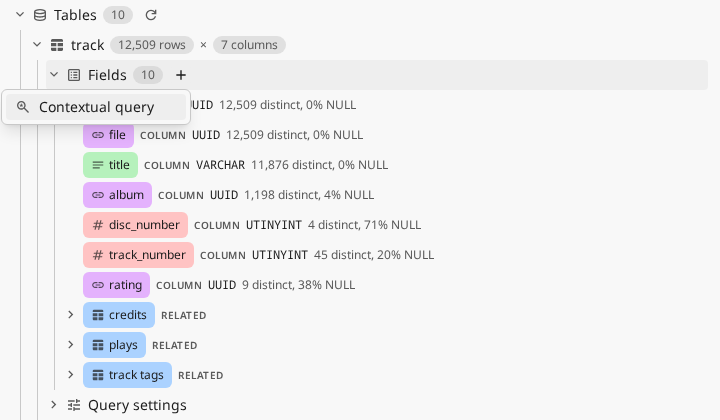 Tables 10
track 12,509 rows × 7 columns
Fields 10 +
Contextual query
UUID 12,509 distinct, 0% NULL
file COLUMN UUID 12,509 distinct, 0% NULL
title COLUMN VARCHAR 11,876 distinct, 0% NULL
album COLUMN UUID 1,198 distinct, 4% NULL
# disc_number COLUMN UTINYINT 4 distinct, 71% NULL
# track_number COLUMN UTINYINT 45 distinct, 20% NULL
rating COLUMN UUID 9 distinct, 38% NULL
credits RELATED
plays RELATED
track tags RELATED
Query settings